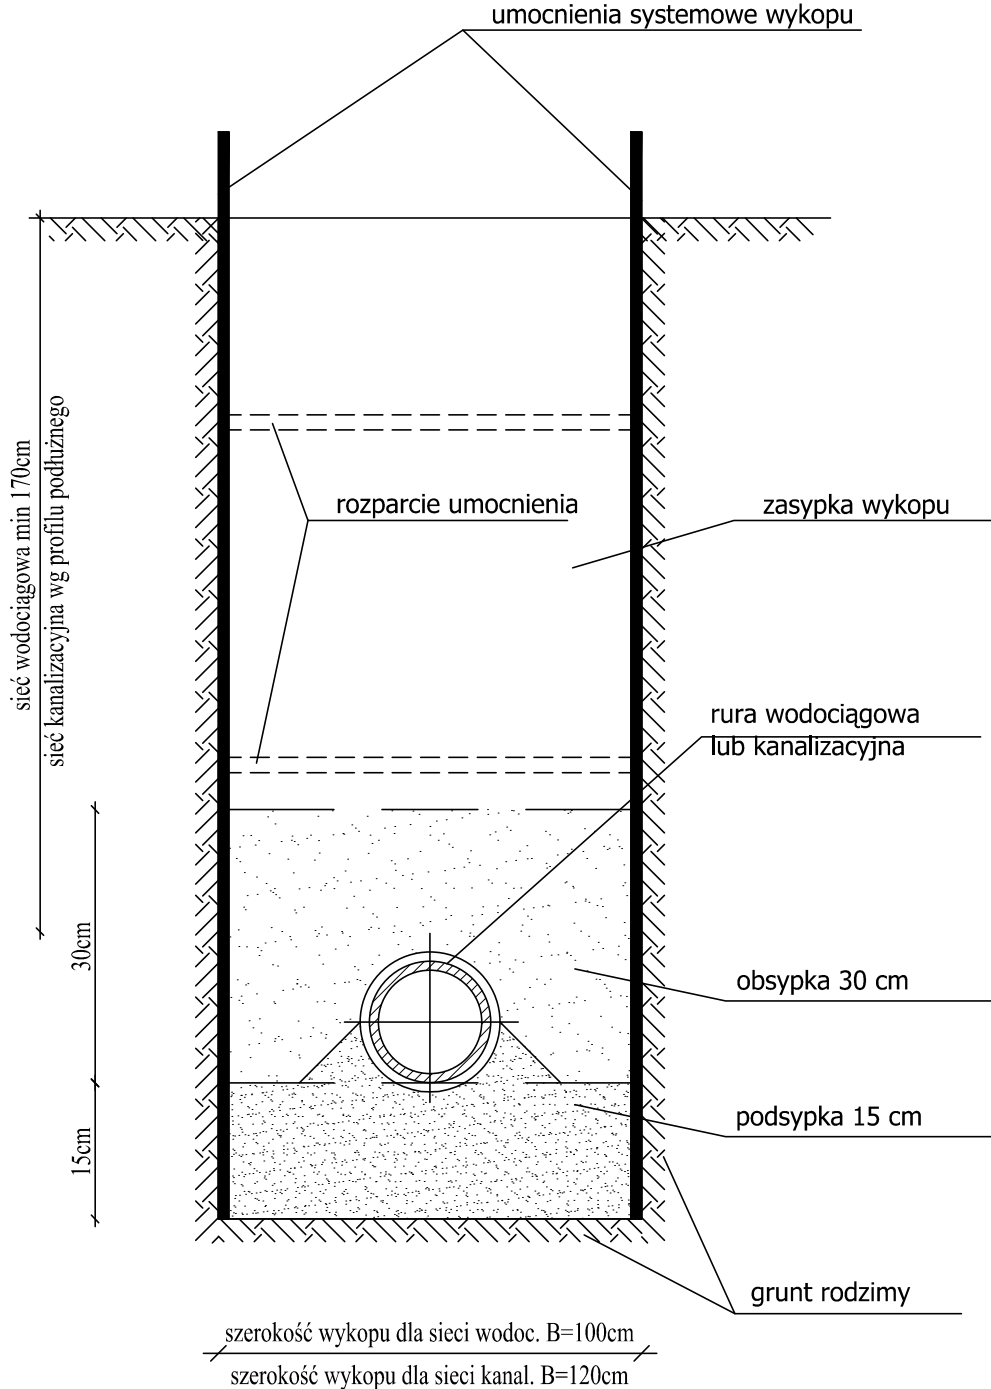 umocnienia systemowe wykopu
sieć wodociągowa min 170cm
sieć kanalizacyjna wg profilu podłużnego
rozparcie umocnienia
zasypka wykopu
rura wodociągowa
lub kanalizacyjna
30cm
obsypka 30 cm
15cm
podsypka 15 cm
grunt rodzimy
szerokość wykopu dla sieci wodoc. B=100cm
szerokość wykopu dla sieci kanal. B=120cm